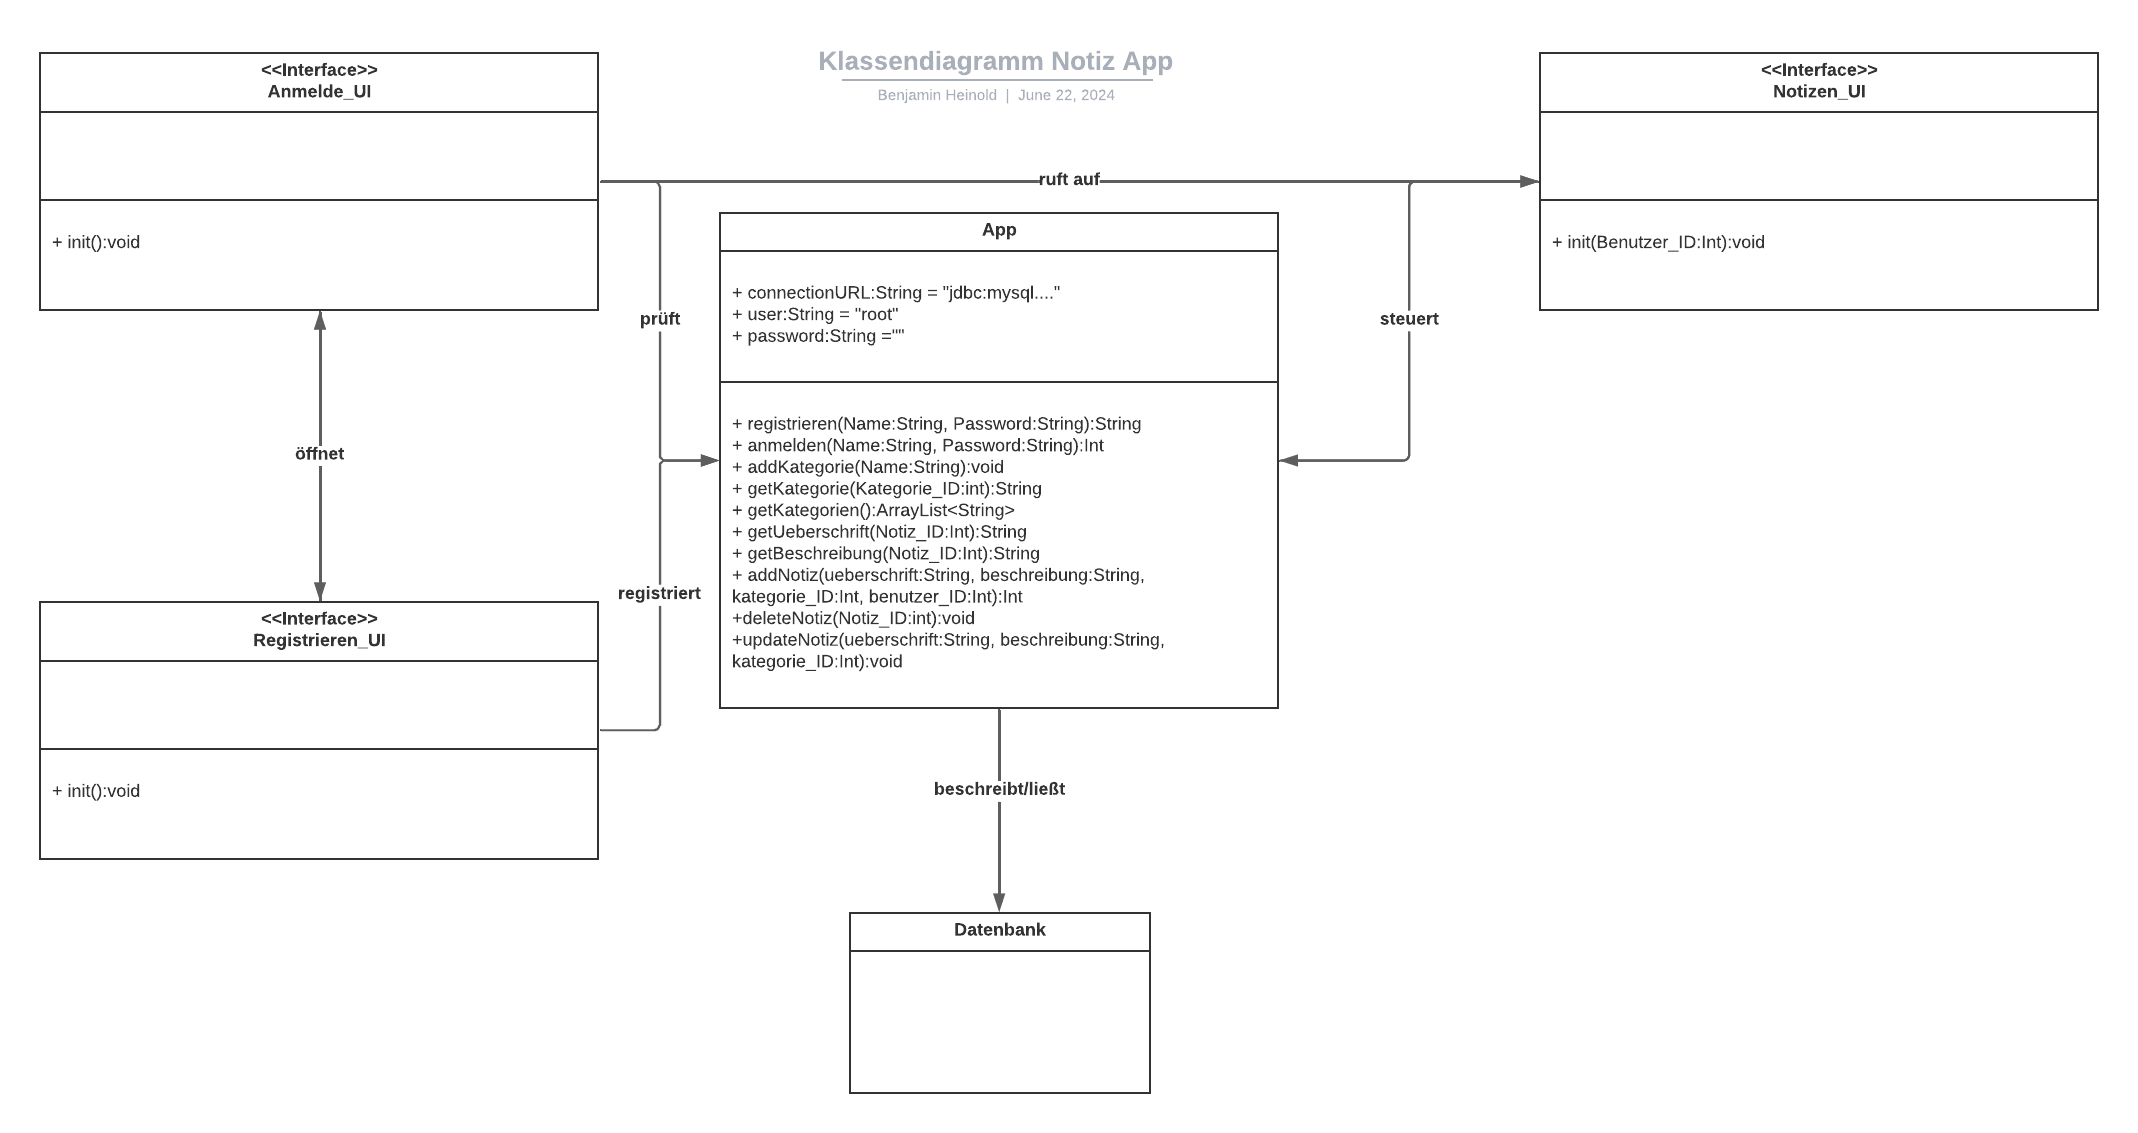 Klassendiagramm Notiz App
Benjamin Heinold | June 22, 2024
<<Interface>>
Anmelde_UI
+ init():void
<<Interface>>
Notizen_UI
+ init(Benutzer_ID:Int):void
ruft auf
prüft
steuert
öffnet
registriert
App
+ connectionURL:String = "jdbc:mysql...."
+ user:String = "root"
+ password:String =""
+ registrieren(Name:String, Password:String):String
+ anmelden(Name:String, Password:String):Int
+ addKategorie(Name:String):void
+ getKategorie(Kategorie_ID:int):String
+ getKategorien():ArrayList<String>
+ getUeberschrift(Notiz_ID:Int):String
+ getBeschreibung(Notiz_ID:Int):String
+ addNotiz(ueberschrift:String, beschreibung:String,
kategorie_ID:Int, benutzer_ID:Int):Int
+deleteNotiz(Notiz_ID:int):void
+updateNotiz(ueberschrift:String, beschreibung:String,
kategorie_ID:Int):void
<<Interface>>
Registrieren_UI
+ init():void
beschreibt/ließt
Datenbank